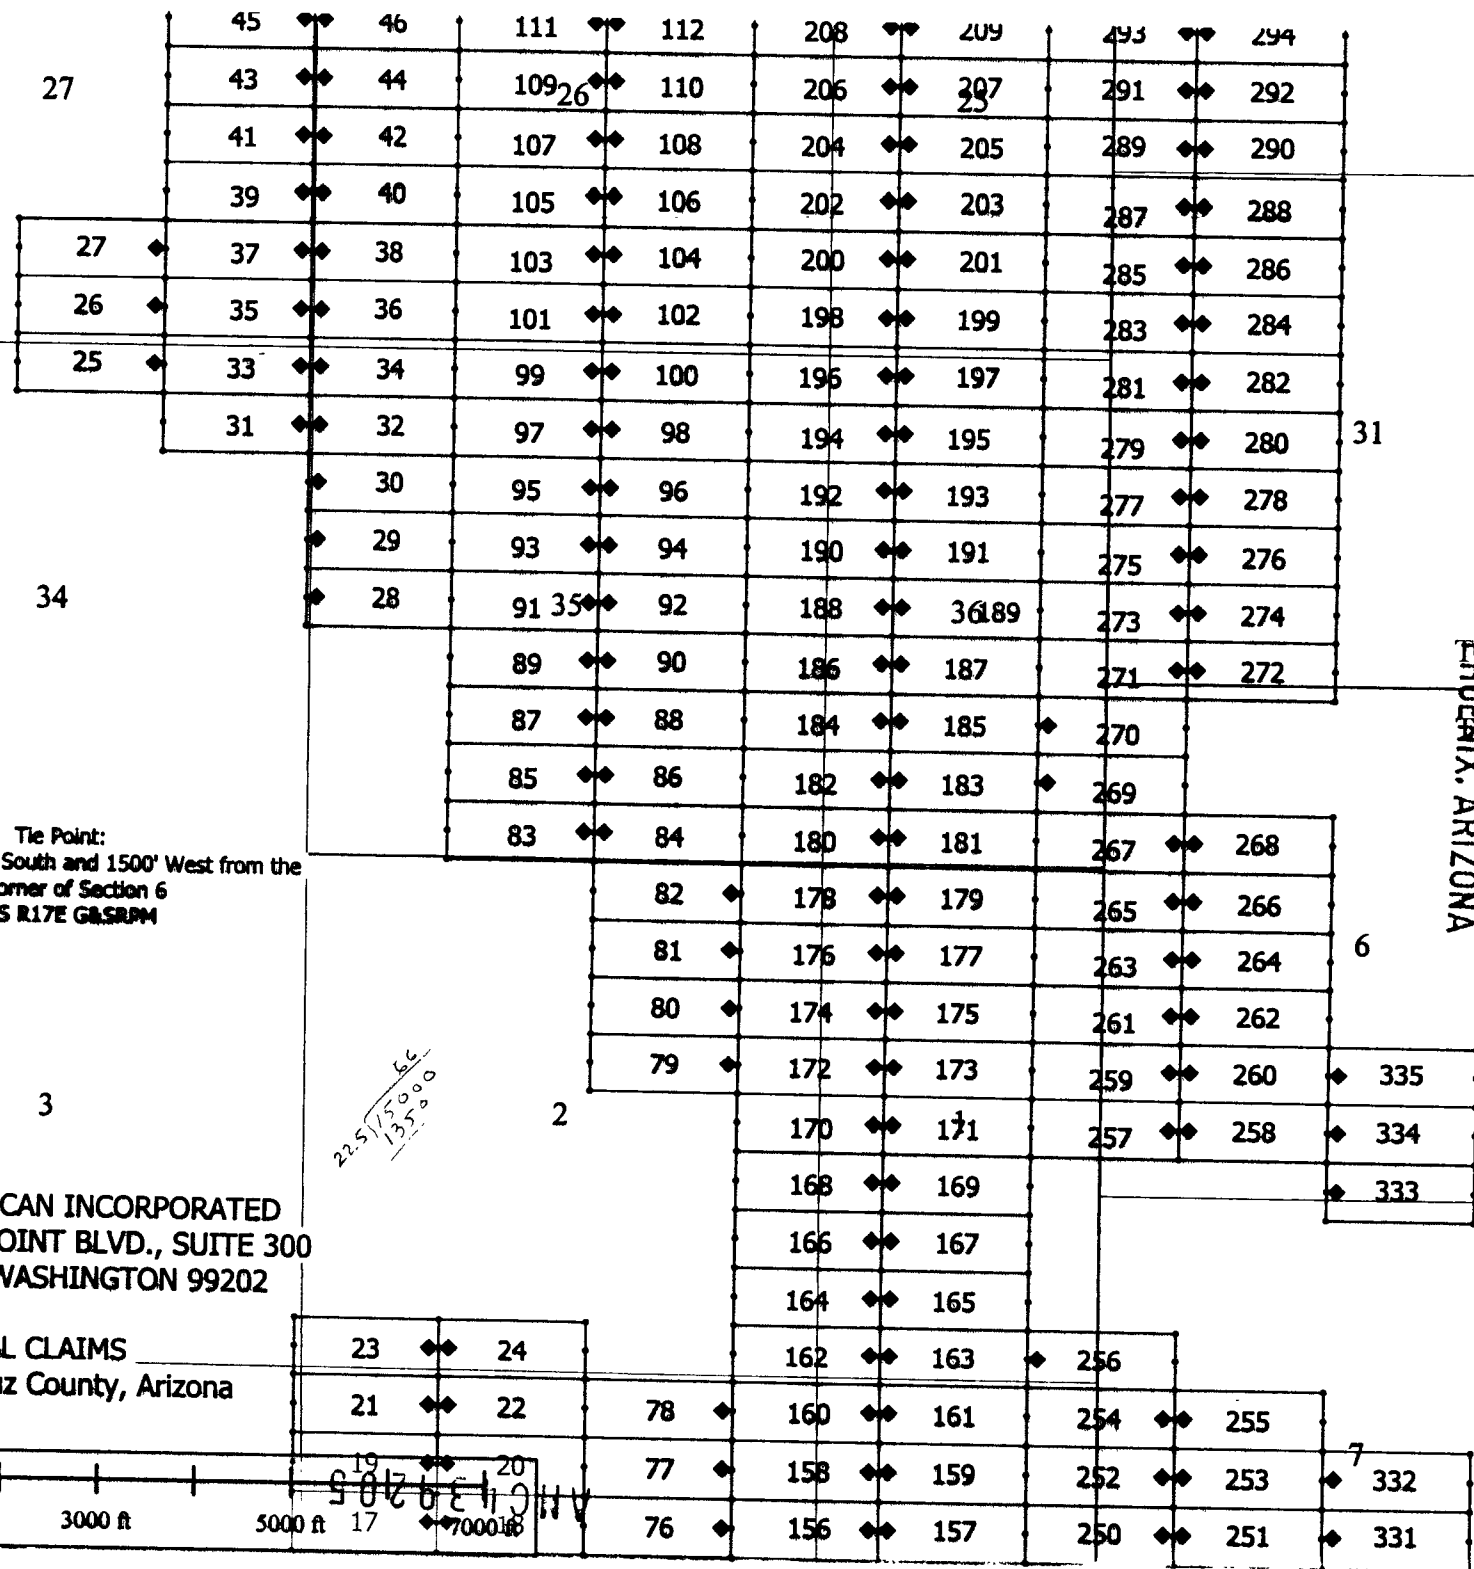 45 46 111 112 208 209 293 294
27 43 44 109 26 110 206 207 25 291 292
41 42 107 108 204 205 289 290
39 40 105 106 202 203 287 288
27 37 38 103 104 200 201 285 286
26 35 36 101 102 198 199 283 284
25 33 34 99 100 196 197 281 282
31 32 97 98 194 195 279 280 31
30 95 96 192 193 277 278
29 93 94 190 191 275 276
34 28 91 35 92 188 36 189 273 274
89 90 186 187 271 272
87 88 184 185 270
85 86 182 183 269
83 84 180 181 267 268
Tie Point:
South and 1500' West from the
orner of Section 6
S R17E G&SRPM
82 178 179 265 266
81 176 177 263 264 6
80 174 175 261 262
79 172 173 259 260 335
3 2 170 171 1 257 258 334
168 169 333
166 167
164 165
66
22.5 15000
1350
CAN INCORPORATED
OINT BLVD., SUITE 300
WASHINGTON 99202
L CLAIMS
uz County, Arizona
23 24 162 163 256
21 22 78 160 161 254 255
19 20 77 158 159 252 253 7 332
17 18 76 156 157 250 251 331
3000 ft 5000 ft 7000 ft
ARIZONA